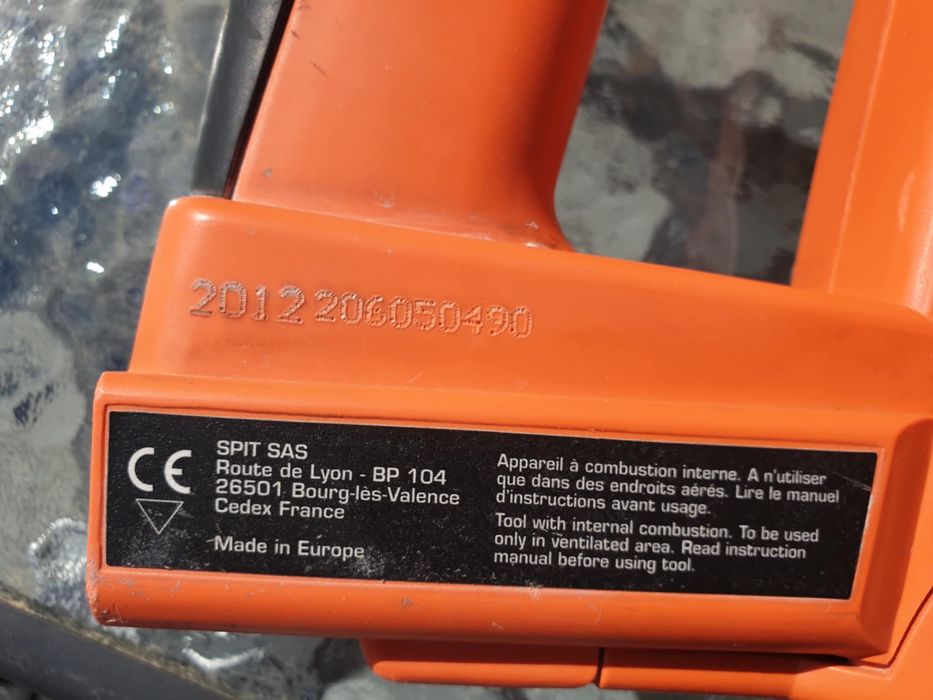 2012 206050490
CE
SPIT SAS
Route de Lyon - BP 104
26501 Bourg-lès-Valence
Cedex France
Made in Europe
Appareil à combustion interne. A n'utiliser
que dans des endroits aérés. Lire le manuel
d'instructions avant usage.
Tool with internal combustion. To be used
only in ventilated area. Read instruction
manual before using tool.